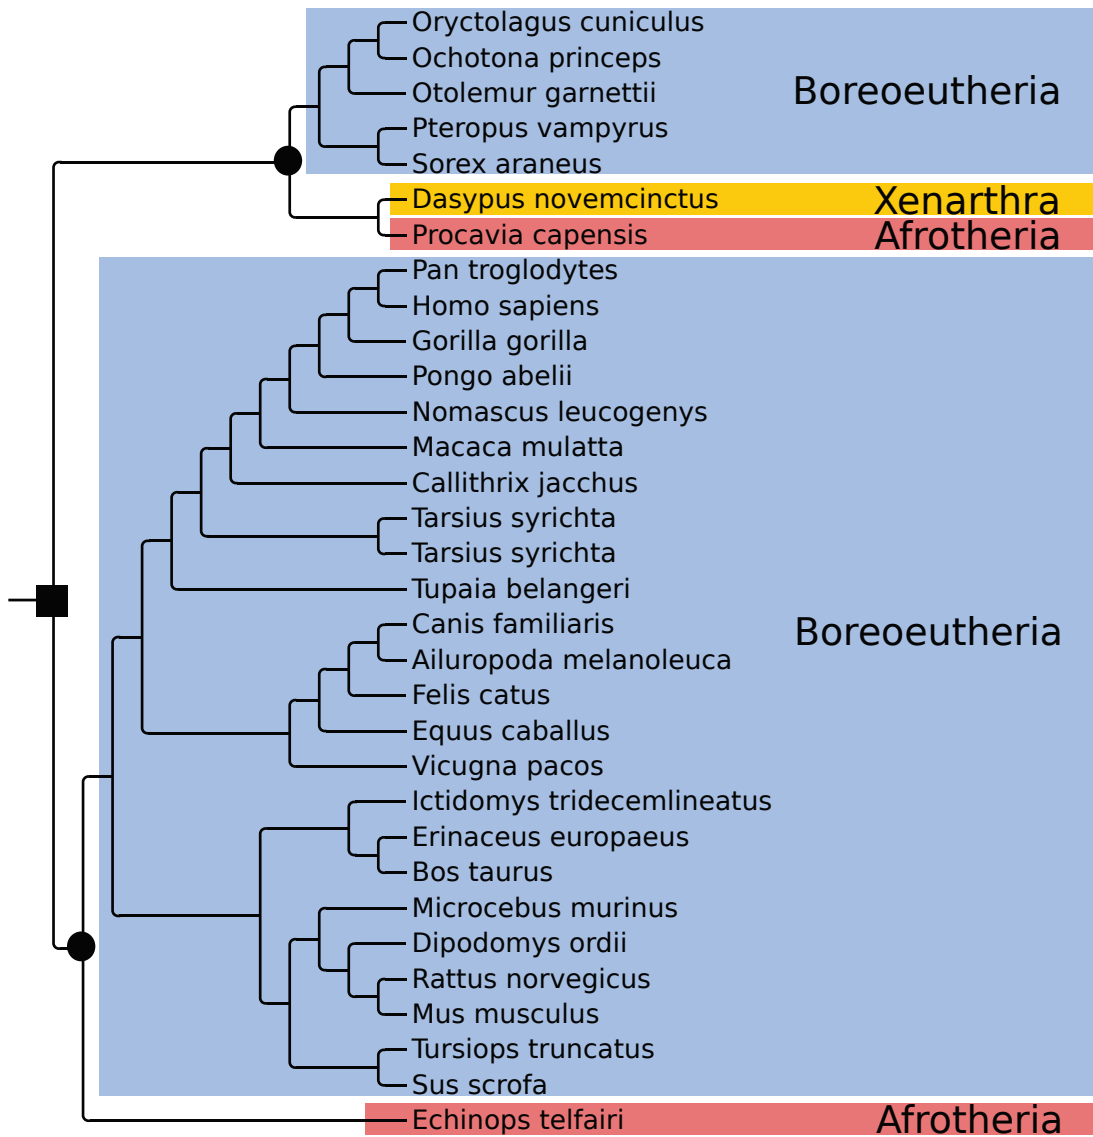 Oryctolagus cuniculus
Ochotona princeps
Otolemur garnettii
Boreoeutheria
Pteropus vampyrus
Sorex araneus
Dasypus novemcinctus
Xenarthra
Procavia capensis
Afrotheria
Pan troglodytes
Homo sapiens
Gorilla gorilla
Pongo abelii
Nomascus leucogenys
Macaca mulatta
Callithrix jacchus
Tarsius syrichta
Tarsius syrichta
Tupaia belangeri
Canis familiaris
Boreoeutheria
Ailuropoda melanoleuca
Felis catus
Equus caballus
Vicugna pacos
Ictidomys tridecemlineatus
Erinaceus europaeus
Bos taurus
Microcebus murinus
Dipodomys ordii
Rattus norvegicus
Mus musculus
Tursiops truncatus
Sus scrofa
Echinops telfairi
Afrotheria